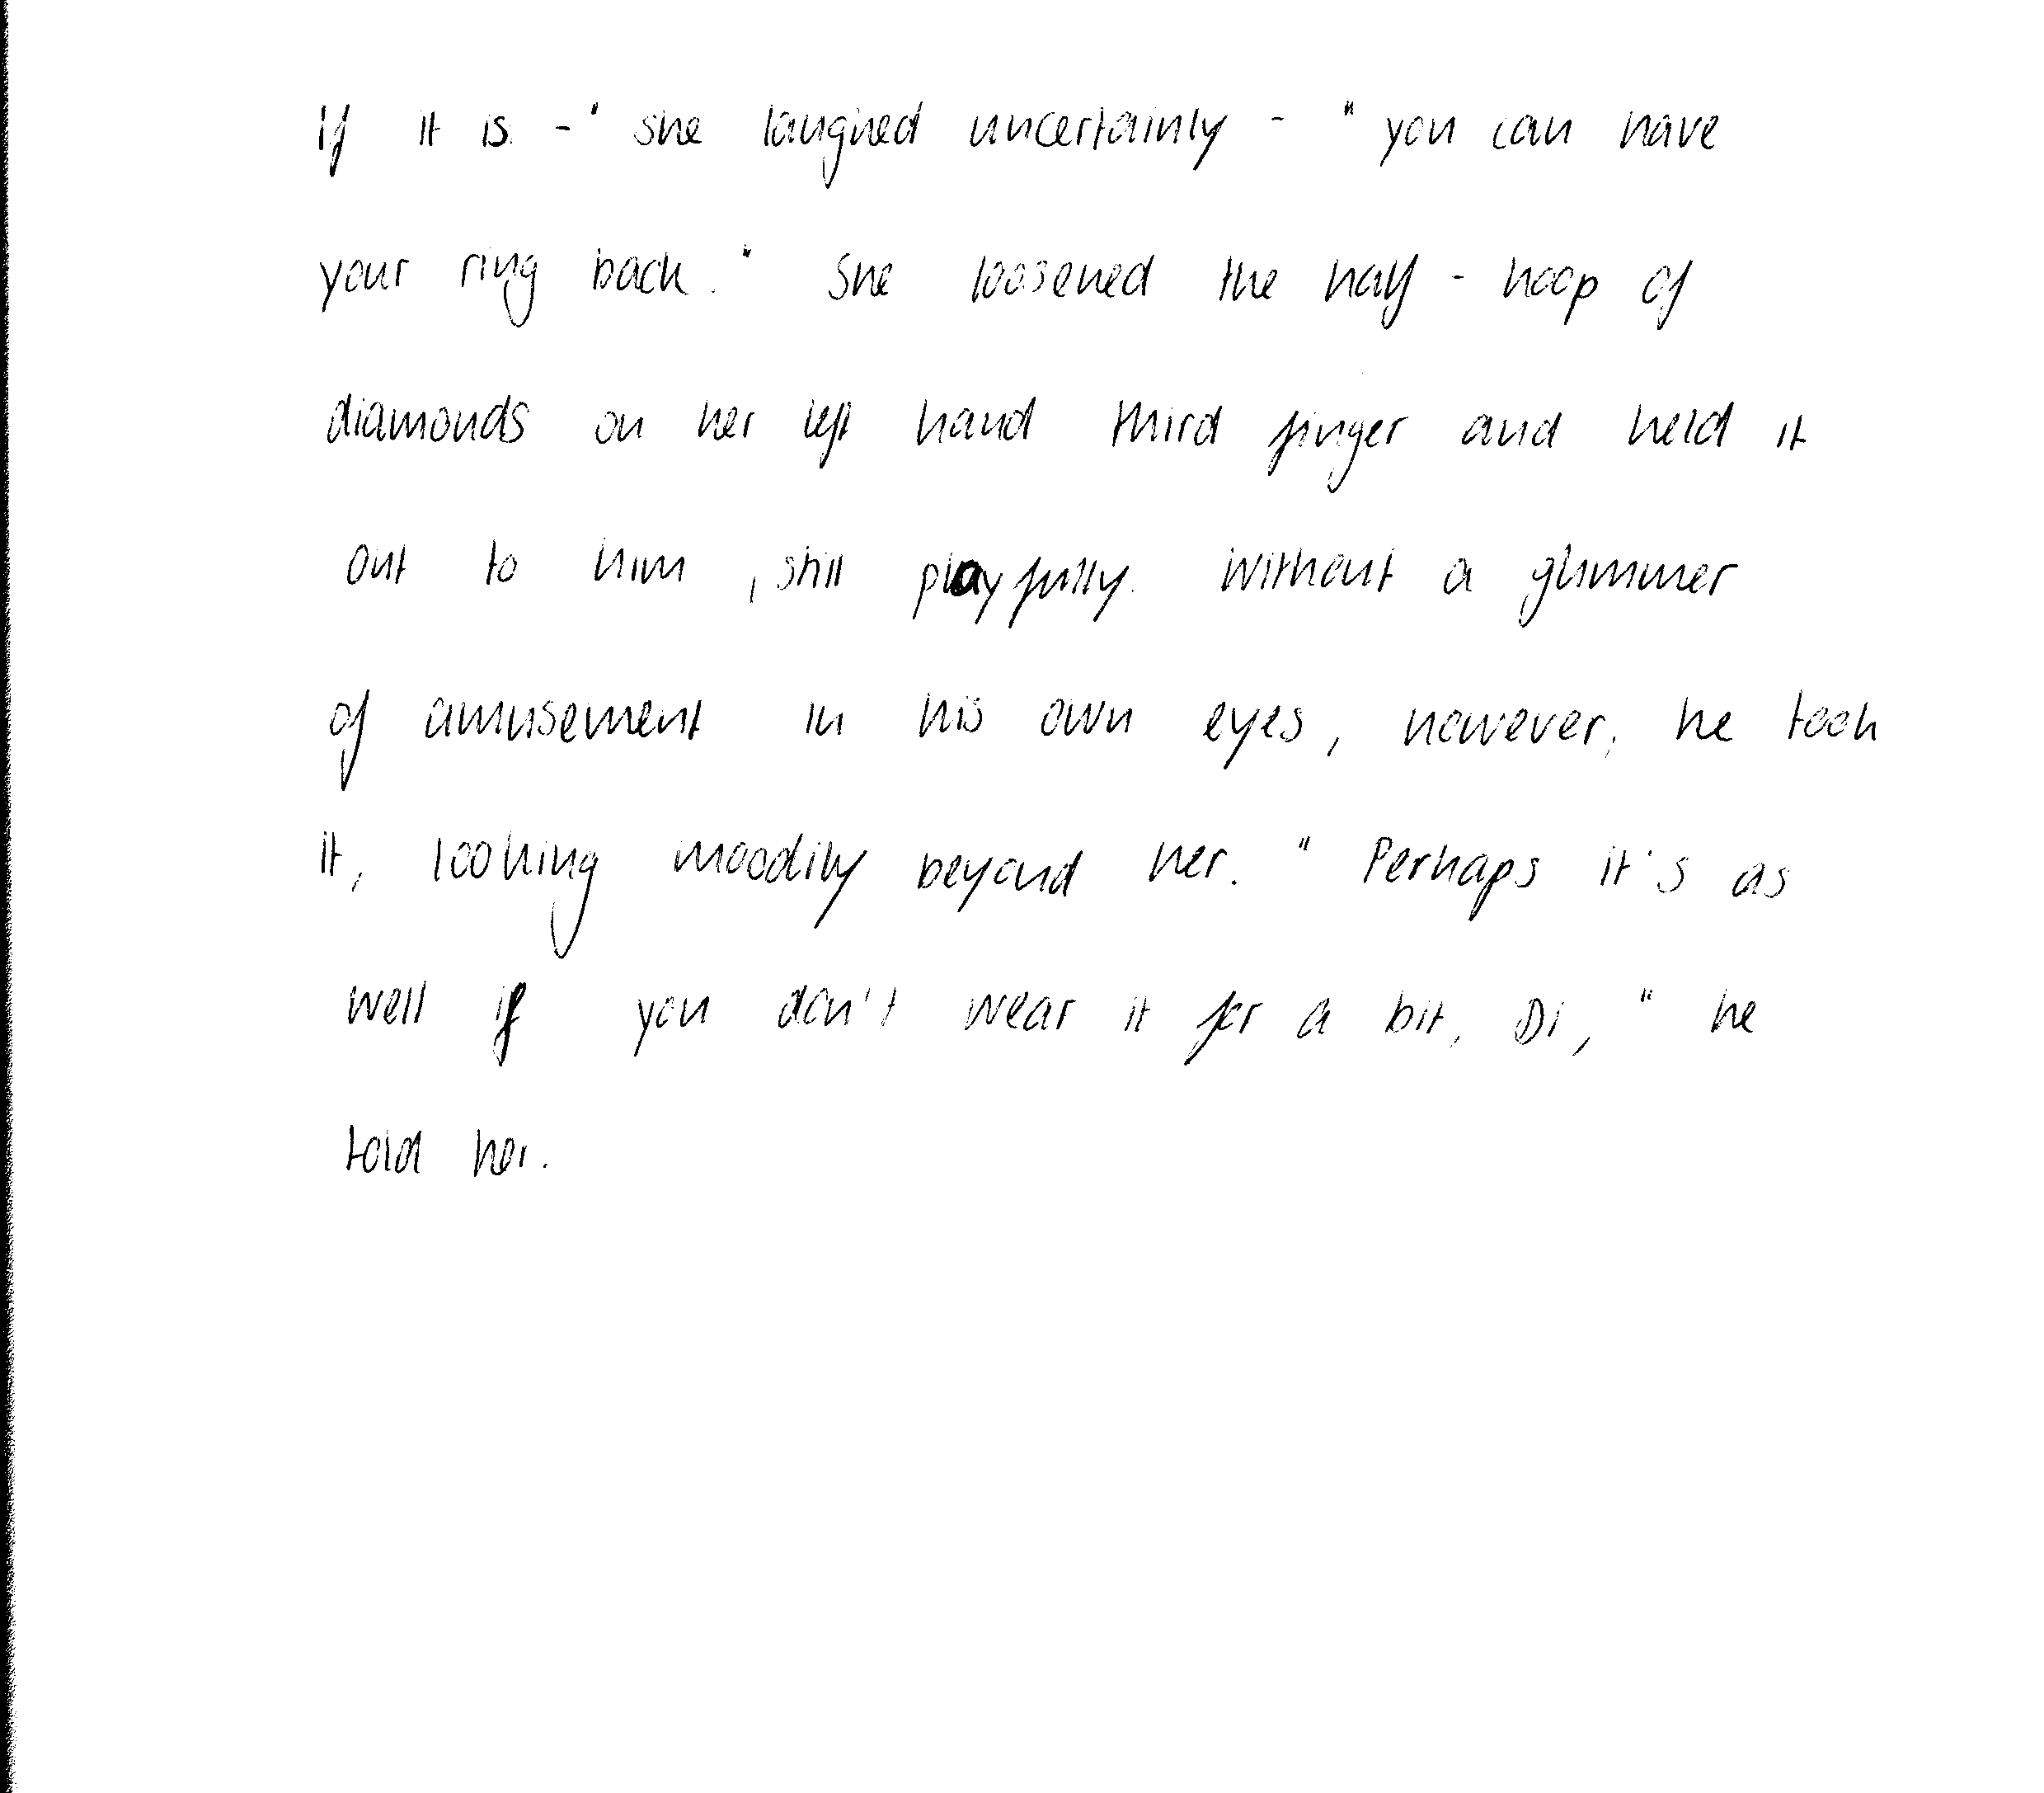 If it is -" she laughed uncertainly - "you can have
your ring back." She loosened the half-hoop of
diamonds on her left hand third finger and held it
out to him, still playfully. Without a glimmer
of amusement in his own eyes, however, he took
it, looking moodily beyond her. "Perhaps it's as
well if you don't wear it for a bit, Di," he
told her.